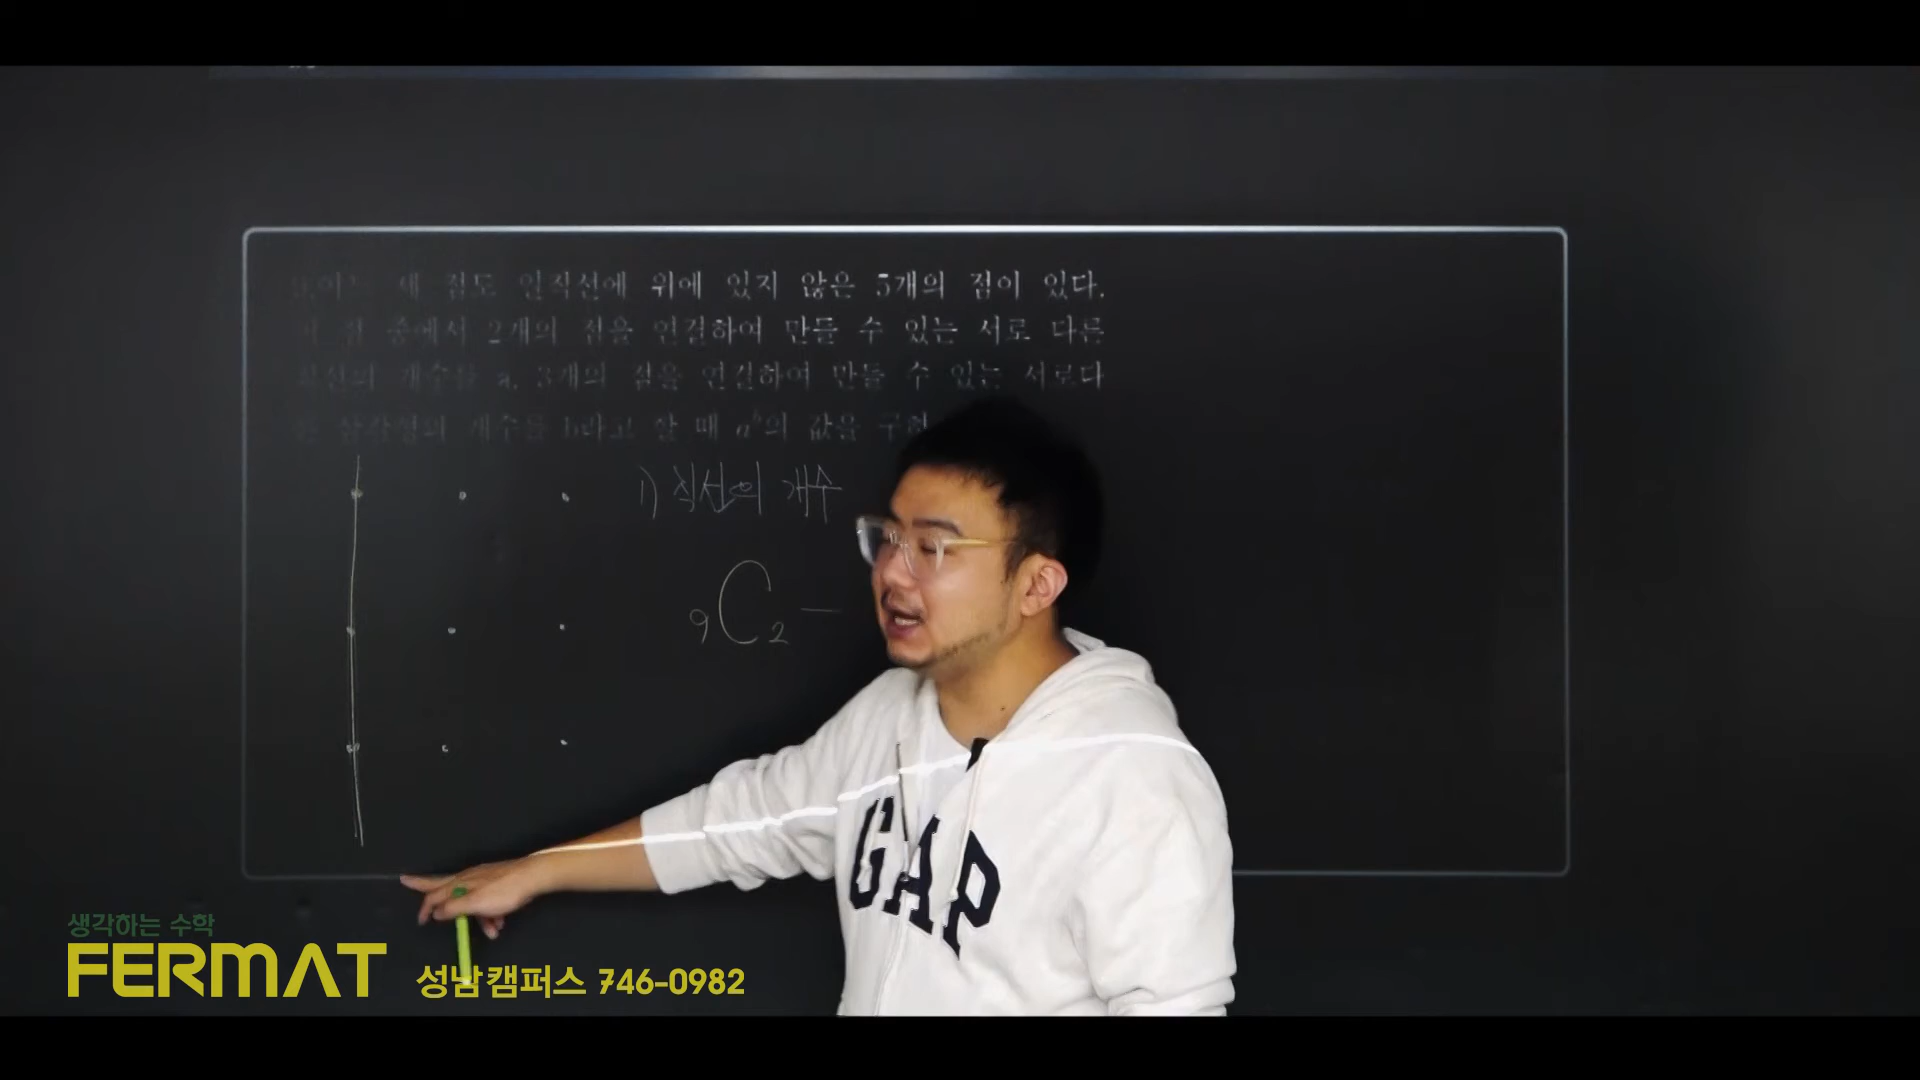 어느 세 점도 일직선에 위에 있지 않은 5개의 점이 있다.
이 점 중에서 2개의 점을 연결하여 만들 수 있는 서로 다른
직선의 개수를 a, 3개의 점을 연결하여 만들 수 있는 서로다
른 삼각형의 개수를 b라고 할 때 a^b의 값을 구하
1) 직선의 개수
₉C₂ —
GAP
생각하는 수학
FERMAT
성남캠퍼스 746-0982